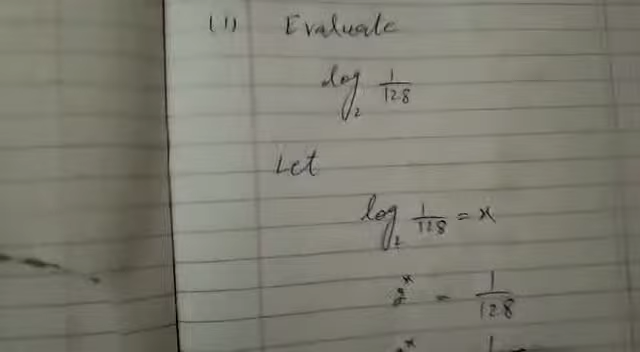 (1) Evaluate
log₂ 1/128
Let
log₂ 1/128 = x
2ˣ = 1/128